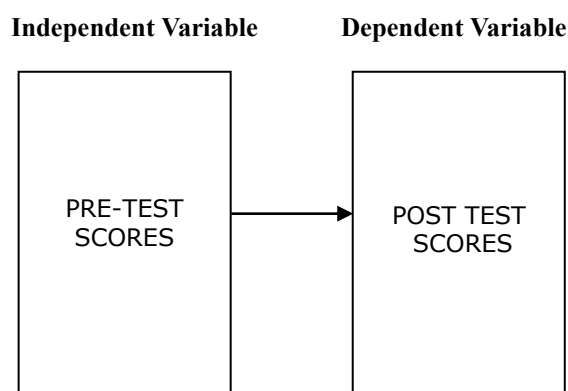 Independent Variable
Dependent Variable
PRE-TEST
SCORES
POST TEST
SCORES